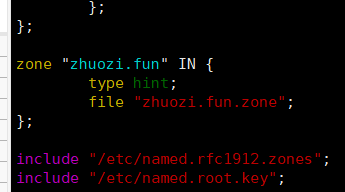 };
};
zone "zhuozi.fun" IN {
type hint;
file "zhuozi.fun.zone";
};
include "/etc/named.rfc1912.zones";
include "/etc/named.root.key";